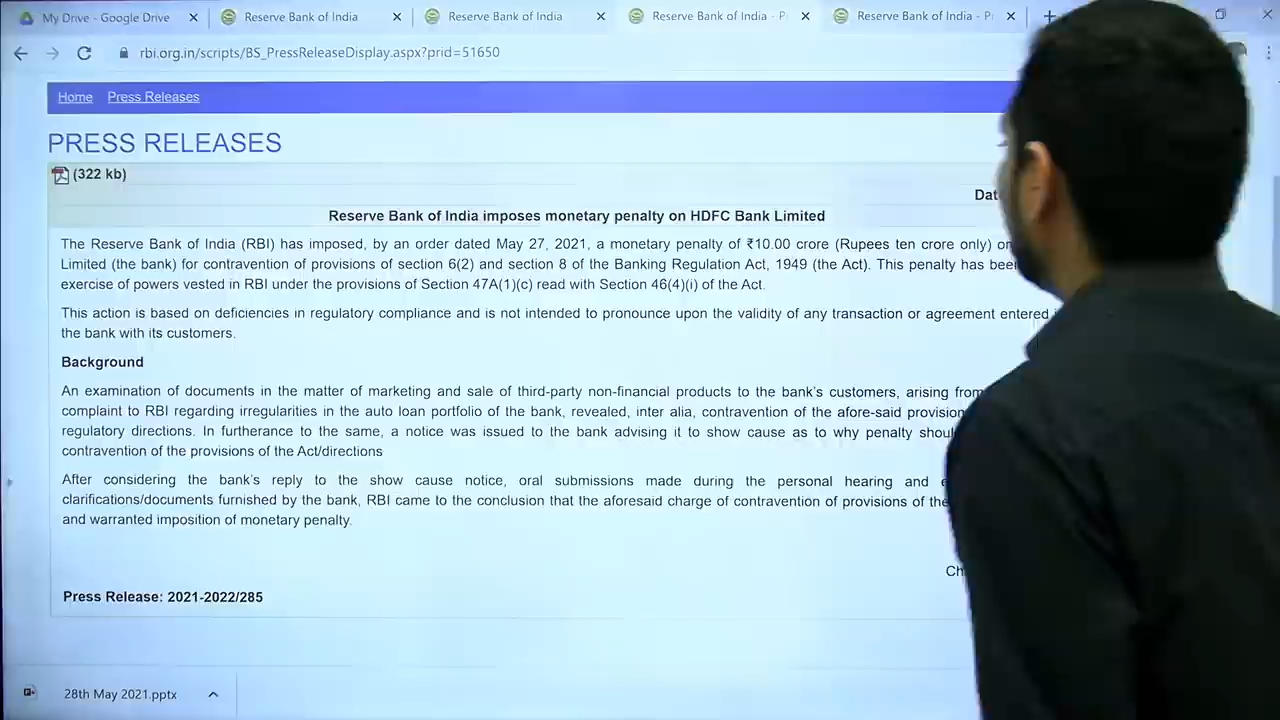 My Drive - Google Drive
Reserve Bank of India
Reserve Bank of India
Reserve Bank of India - P
Reserve Bank of India - P
rbi.org.in/scripts/BS_PressReleaseDisplay.aspx?prid=51650
Home Press Releases
PRESS RELEASES
(322 kb)
Reserve Bank of India imposes monetary penalty on HDFC Bank Limited
The Reserve Bank of India (RBI) has imposed, by an order dated May 27, 2021, a monetary penalty of ₹10.00 crore (Rupees ten crore only)
Limited (the bank) for contravention of provisions of section 6(2) and section 8 of the Banking Regulation Act, 1949 (the Act). This penalty has
exercise of powers vested in RBI under the provisions of Section 47A(1)(c) read with Section 46(4)(i) of the Act.
This action is based on deficiencies in regulatory compliance and is not intended to pronounce upon the validity of any transaction or agreement entered
the bank with its customers.
Background
An examination of documents in the matter of marketing and sale of third-party non-financial products to the bank's customers, arising from
complaint to RBI regarding irregularities in the auto loan portfolio of the bank, revealed, inter alia, contravention of the afore-said
regulatory directions. In furtherance to the same, a notice was issued to the bank advising it to show cause as to why penalty
contravention of the provisions of the Act/directions
After considering the bank's reply to the show cause notice, oral submissions made during the personal hearing and
clarifications/documents furnished by the bank, RBI came to the conclusion that the aforesaid charge of contravention of provisions of the
and warranted imposition of monetary penalty.
Press Release: 2021-2022/285
28th May 2021.pptx